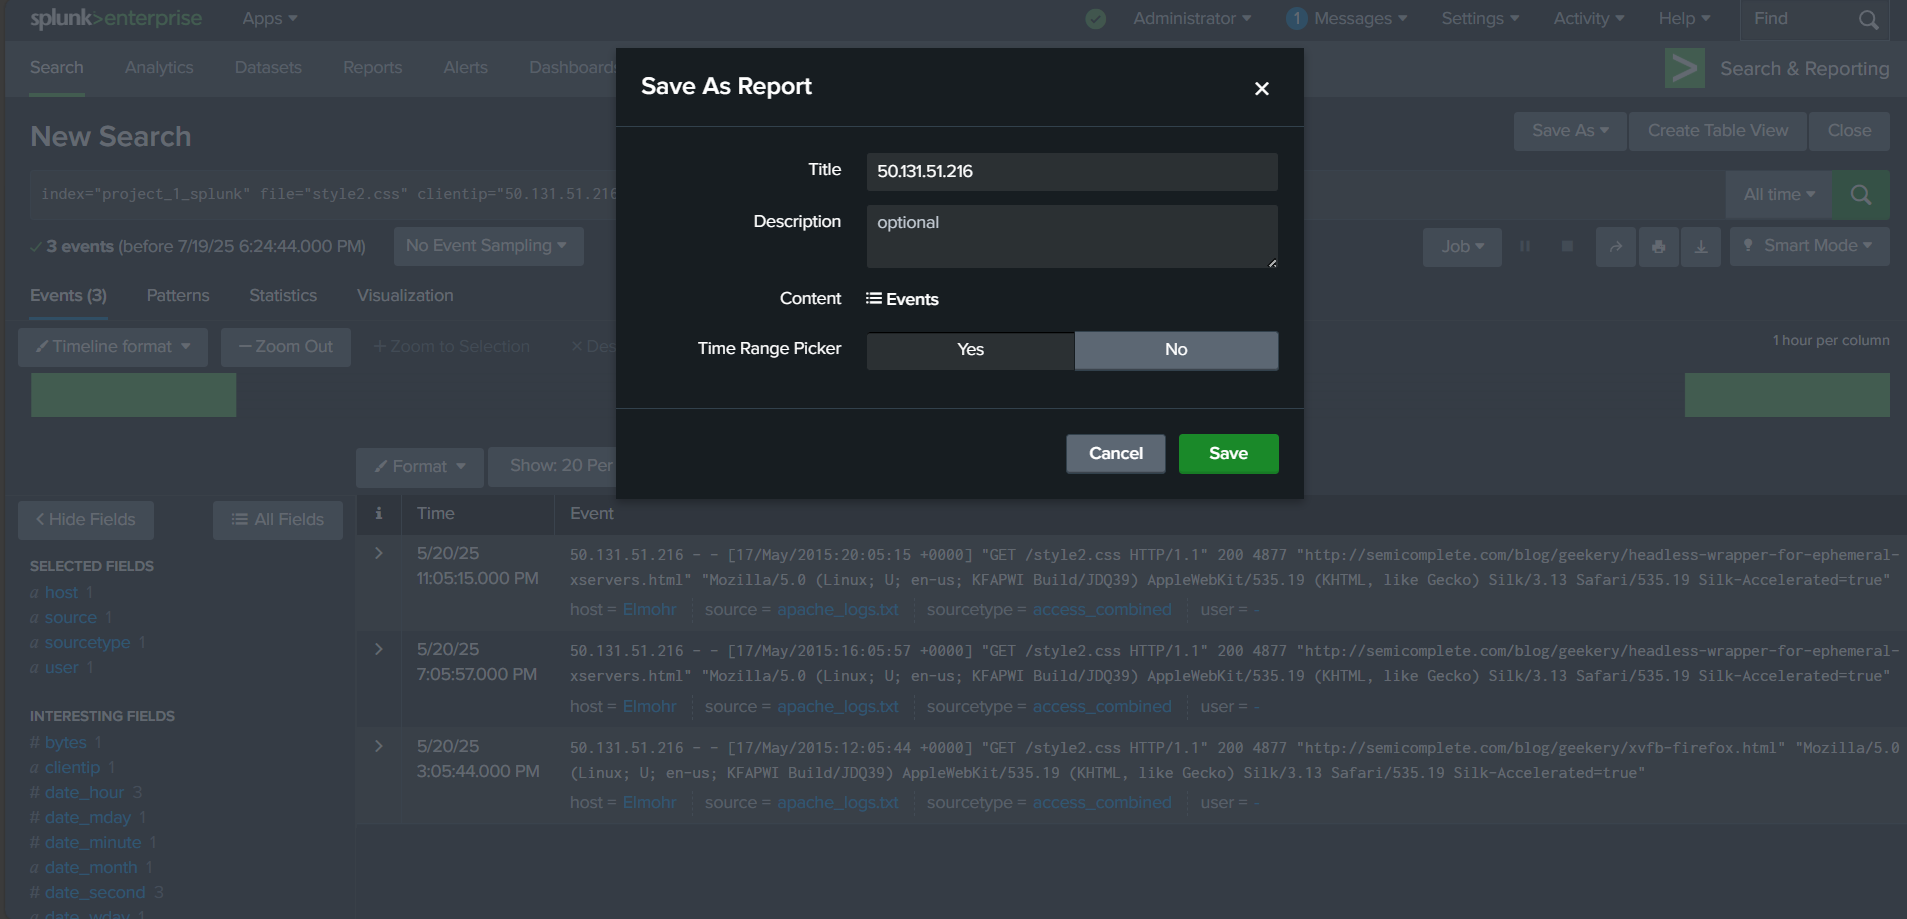 splunk>enterprise Apps Administrator 1 Messages Settings Activity Help Find
Search Analytics Datasets Reports Alerts Dashboards Search & Reporting
Save As Report
New Search
Save As Create Table View Close
Title 50.131.51.216
index="project_1_splunk" file="style2.css" clientip="50.131.51.216
All time
Description optional
3 events (before 7/19/25 6:24:44.000 PM) No Event Sampling
Job Smart Mode
Events (3) Patterns Statistics Visualization
Content Events
Timeline format — Zoom Out + Zoom to Selection × Des
Time Range Picker Yes No
1 hour per column
Cancel Save
Format Show: 20 Per
< Hide Fields All Fields
i Time Event
SELECTED FIELDS
a host 1
a source 1
a sourcetype 1
a user 1
INTERESTING FIELDS
# bytes 1
a clientip 1
# date_hour 3
# date_mday 1
# date_minute 1
a date_month 1
# date_second 3
a date_wday 1
> 5/20/25
11:05:15.000 PM
50.131.51.216 - - [17/May/2015:20:05:15 +0000] "GET /style2.css HTTP/1.1" 200 4877 "http://semicomplete.com/blog/geekery/headless-wrapper-for-ephemeral-
xservers.html" "Mozilla/5.0 (Linux; U; en-us; KFAPWI Build/JDQ39) AppleWebKit/535.19 (KHTML, like Gecko) Silk/3.13 Safari/535.19 Silk-Accelerated=true"
host = Elmohr source = apache_logs.txt sourcetype = access_combined user = -
> 5/20/25
7:05:57.000 PM
50.131.51.216 - - [17/May/2015:16:05:57 +0000] "GET /style2.css HTTP/1.1" 200 4877 "http://semicomplete.com/blog/geekery/headless-wrapper-for-ephemeral-
xservers.html" "Mozilla/5.0 (Linux; U; en-us; KFAPWI Build/JDQ39) AppleWebKit/535.19 (KHTML, like Gecko) Silk/3.13 Safari/535.19 Silk-Accelerated=true"
host = Elmohr source = apache_logs.txt sourcetype = access_combined user = -
> 5/20/25
3:05:44.000 PM
50.131.51.216 - - [17/May/2015:12:05:44 +0000] "GET /style2.css HTTP/1.1" 200 4877 "http://semicomplete.com/blog/geekery/xvfb-firefox.html" "Mozilla/5.0
(Linux; U; en-us; KFAPWI Build/JDQ39) AppleWebKit/535.19 (KHTML, like Gecko) Silk/3.13 Safari/535.19 Silk-Accelerated=true"
host = Elmohr source = apache_logs.txt sourcetype = access_combined user = -